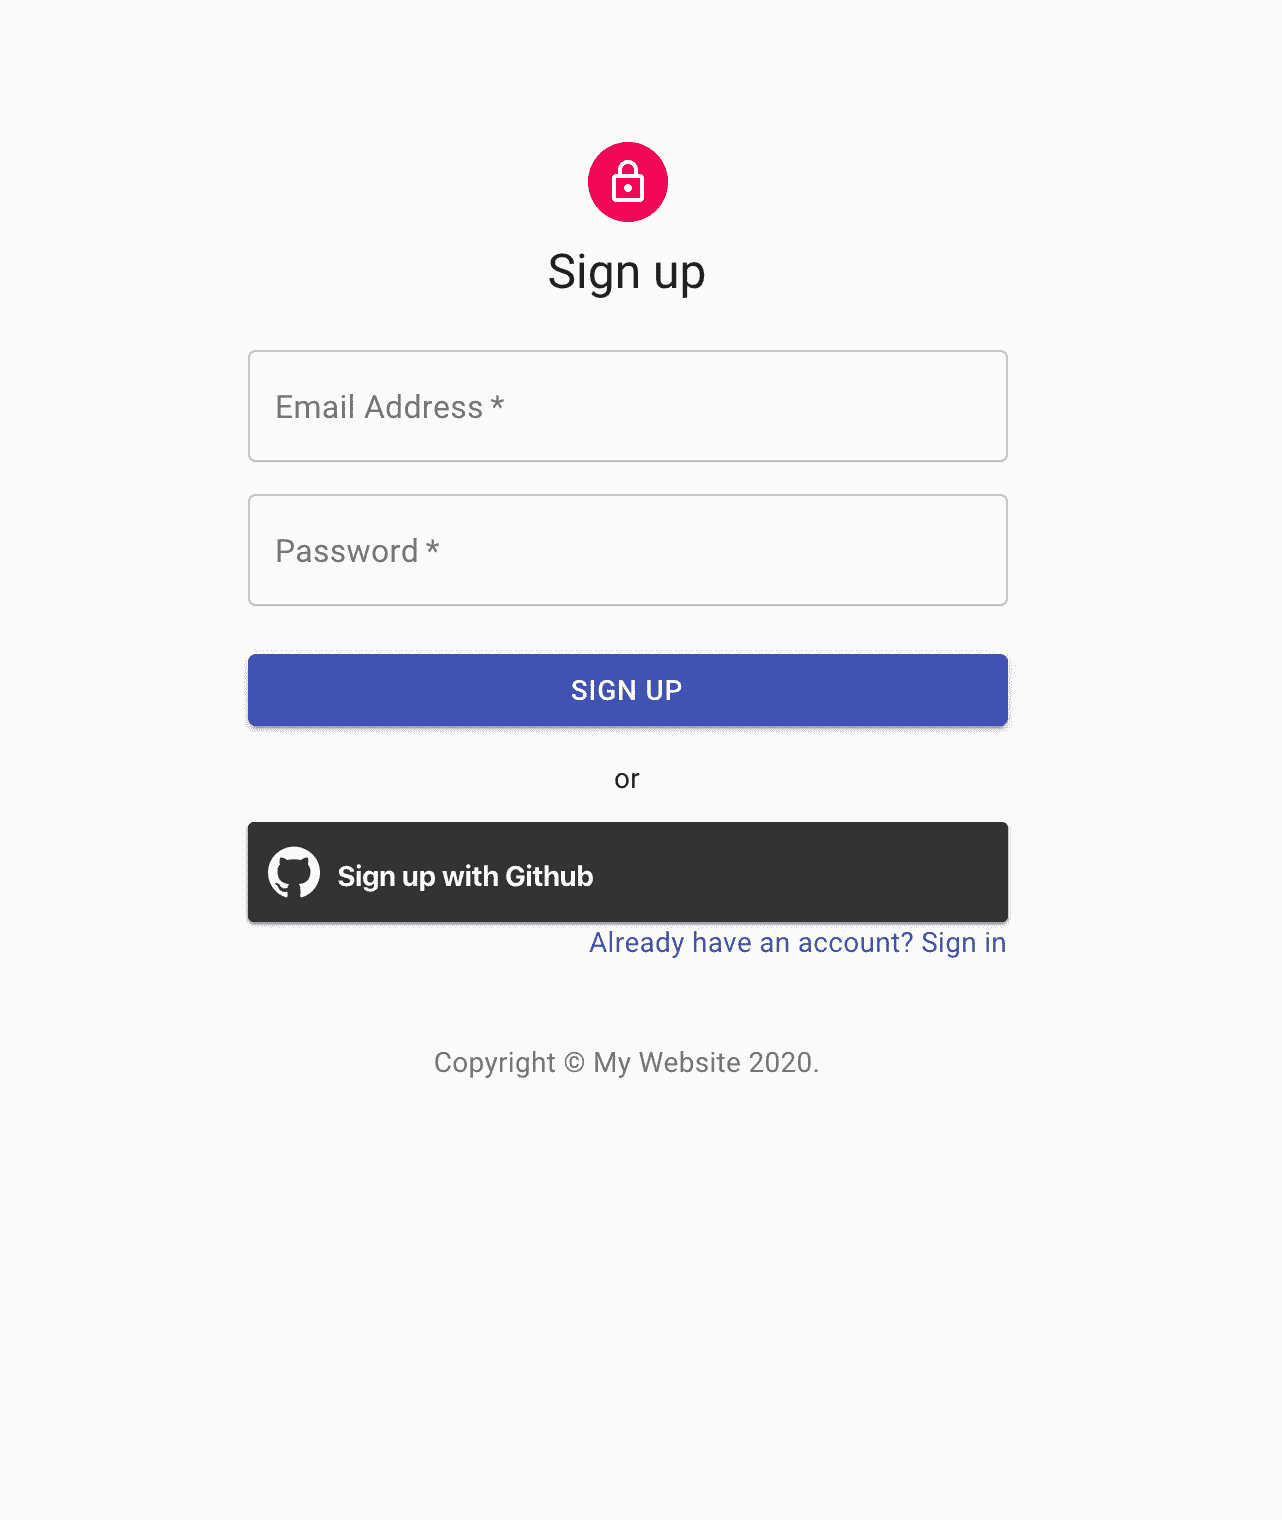 Sign up
Email Address *
Password *
SIGN UP
or
Sign up with Github
Already have an account? Sign in
Copyright © My Website 2020.